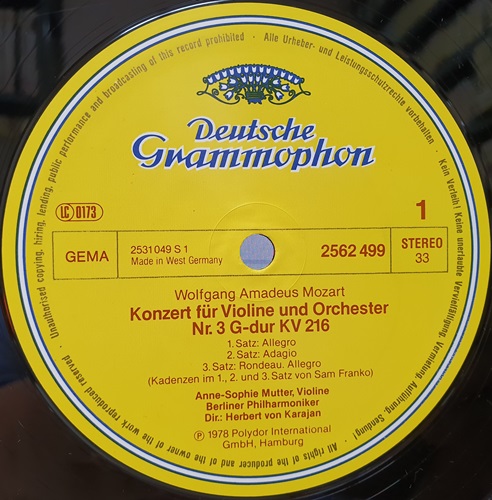 Unauthorised copying, hiring, lending, public performance and broadcasting of this record prohibited · Alle Urheber- und Leistungsschutzrechte vorbehalten · Kein Verleih! Keine unerlaubte Vervielfältigung, Vermietung, Aufführung, Sendung! · All rights of the producer and of the owner of the work reproduced reserved ·
Deutsche
Grammophon
LC 0173
1
GEMA
2531 049 S 1
Made in West Germany
2562 499
STEREO
33
Wolfgang Amadeus Mozart
Konzert für Violine und Orchester
Nr. 3 G-dur KV 216
1. Satz: Allegro
2. Satz: Adagio
3. Satz: Rondeau. Allegro
(Kadenzen im 1., 2. und 3. Satz von Sam Franko)
Anne-Sophie Mutter, Violine
Berliner Philharmoniker
Dir.: Herbert von Karajan
Ⓟ 1978 Polydor International
GmbH, Hamburg